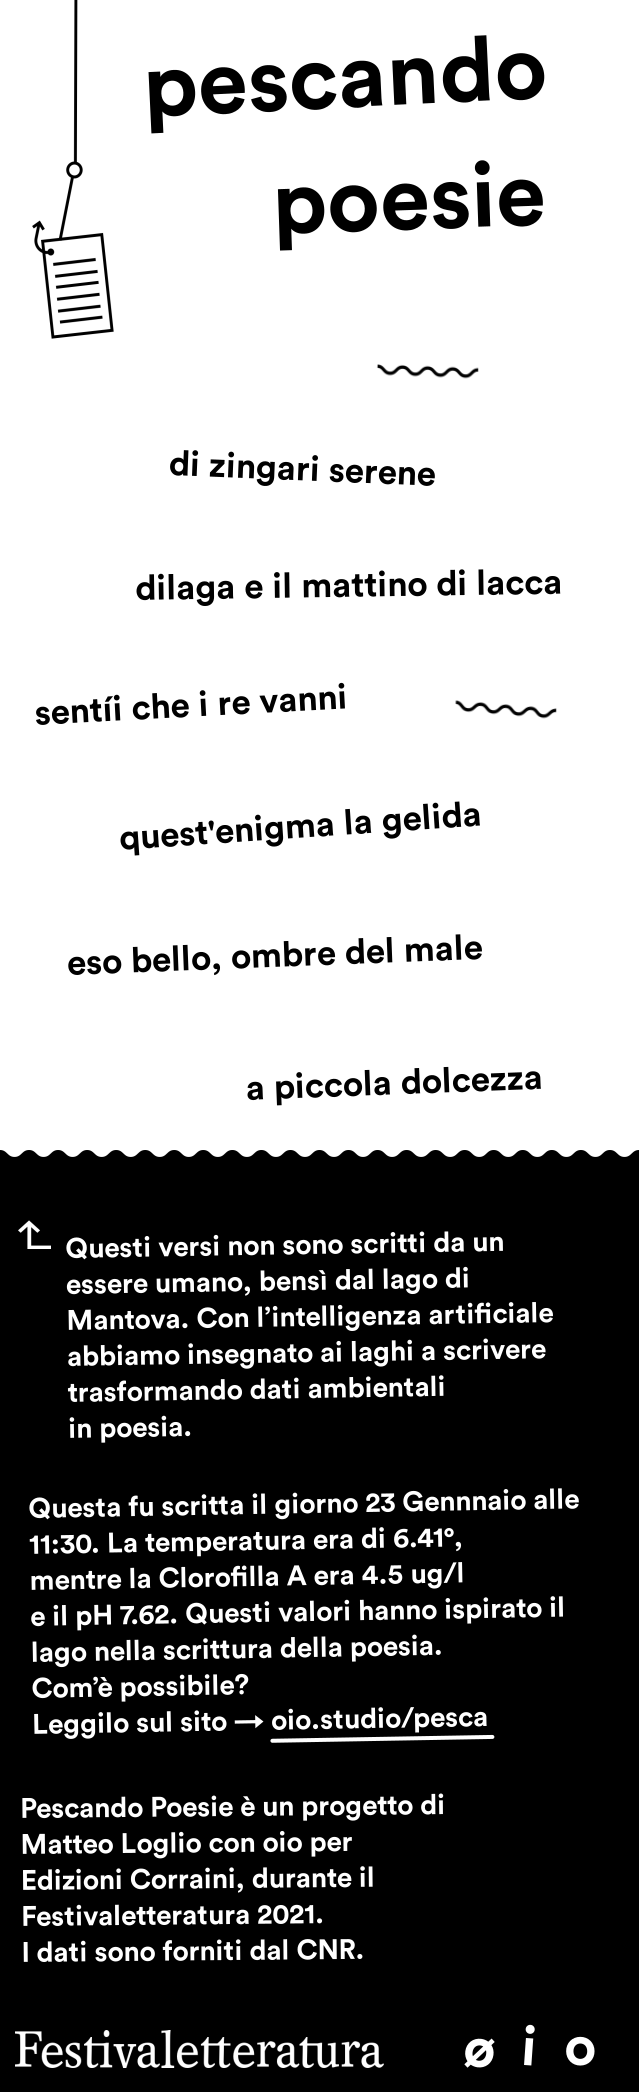 pescando
poesie
di zingari serene
dilaga e il mattino di lacca
sentíi che i re vanni
quest'enigma la gelida
eso bello, ombre del male
a piccola dolcezza
Questi versi non sono scritti da un
essere umano, bensì dal lago di
Mantova. Con l’intelligenza artificiale
abbiamo insegnato ai laghi a scrivere
trasformando dati ambientali
in poesia.
Questa fu scritta il giorno 23 Gennnaio alle
11:30. La temperatura era di 6.41°,
mentre la Clorofilla A era 4.5 ug/l
e il pH 7.62. Questi valori hanno ispirato il
lago nella scrittura della poesia.
Com’è possibile?
Leggilo sul sito → oio.studio/pesca
Pescando Poesie è un progetto di
Matteo Loglio con oio per
Edizioni Corraini, durante il
Festivaletteratura 2021.
I dati sono forniti dal CNR.
Festivaletteratura ø i o